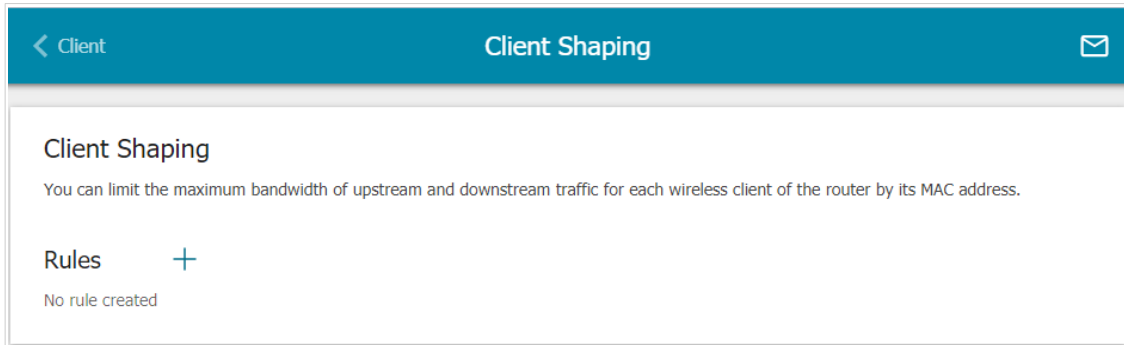 Client
Client Shaping
Client Shaping
You can limit the maximum bandwidth of upstream and downstream traffic for each wireless client of the router by its MAC address.
Rules
No rule created